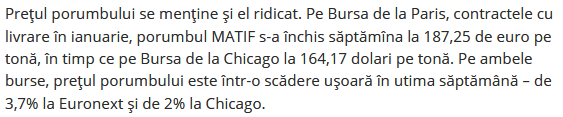 Preţul porumbului se menţine şi el ridicat. Pe Bursa de la Paris, contractele cu
livrare în ianuarie, porumbul MATIF s-a închis săptămîna la 187,25 de euro pe
tonă, în timp ce pe Bursa de la Chicago la 164,17 dolari pe tonă. Pe ambele
burse, preţul porumbului este într-o scădere uşoară în utima săptămână – de
3,7% la Euronext şi de 2% la Chicago.